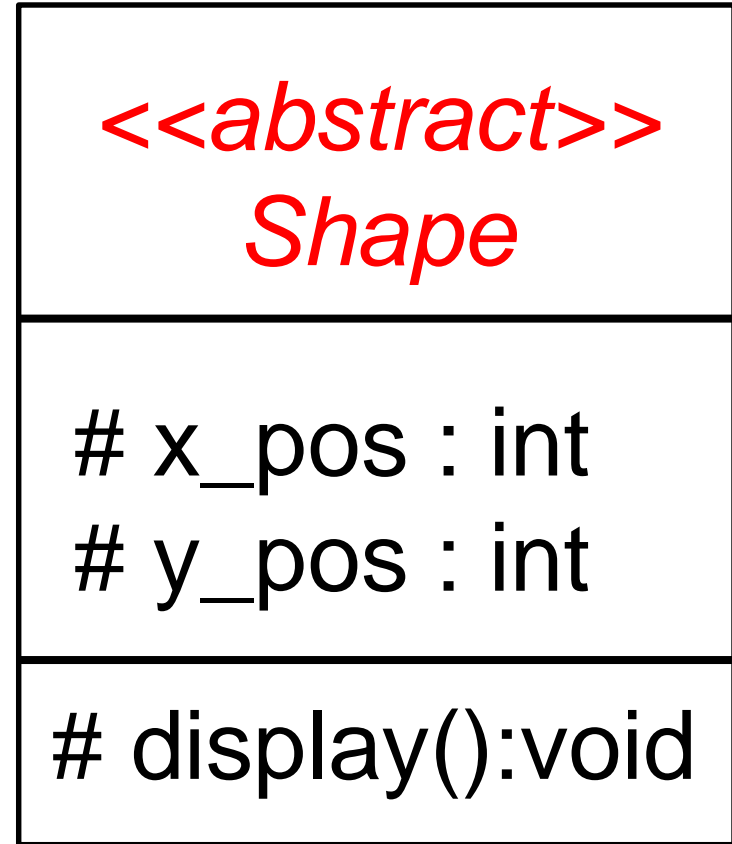 <<abstract>>
Shape
# x_pos : int
# y_pos : int
# display():void